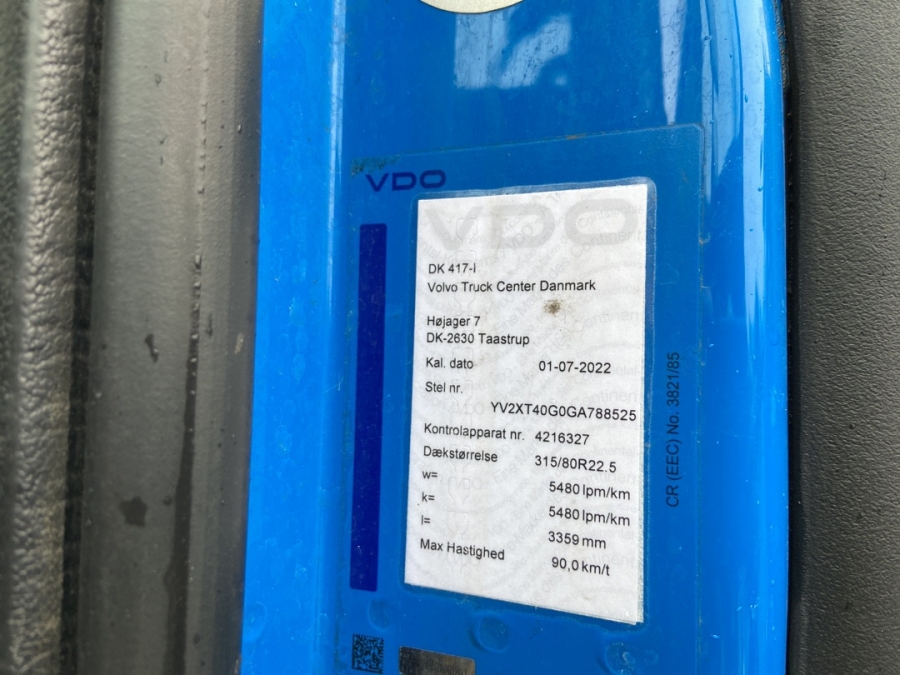 VDO
VDO
DK 417-i
Volvo Truck Center Danmark
Højager 7
DK-2630 Taastrup
Kal. dato 01-07-2022
Stel nr.
YV2XT40G0GA788525
Kontrolapparat nr. 4216327
Dækstørrelse 315/80R22.5
w= 5480 lpm/km
k= 5480 lpm/km
l= 3359 mm
Max Hastighed 90,0 km/t
CR (EEC) No. 3821/85